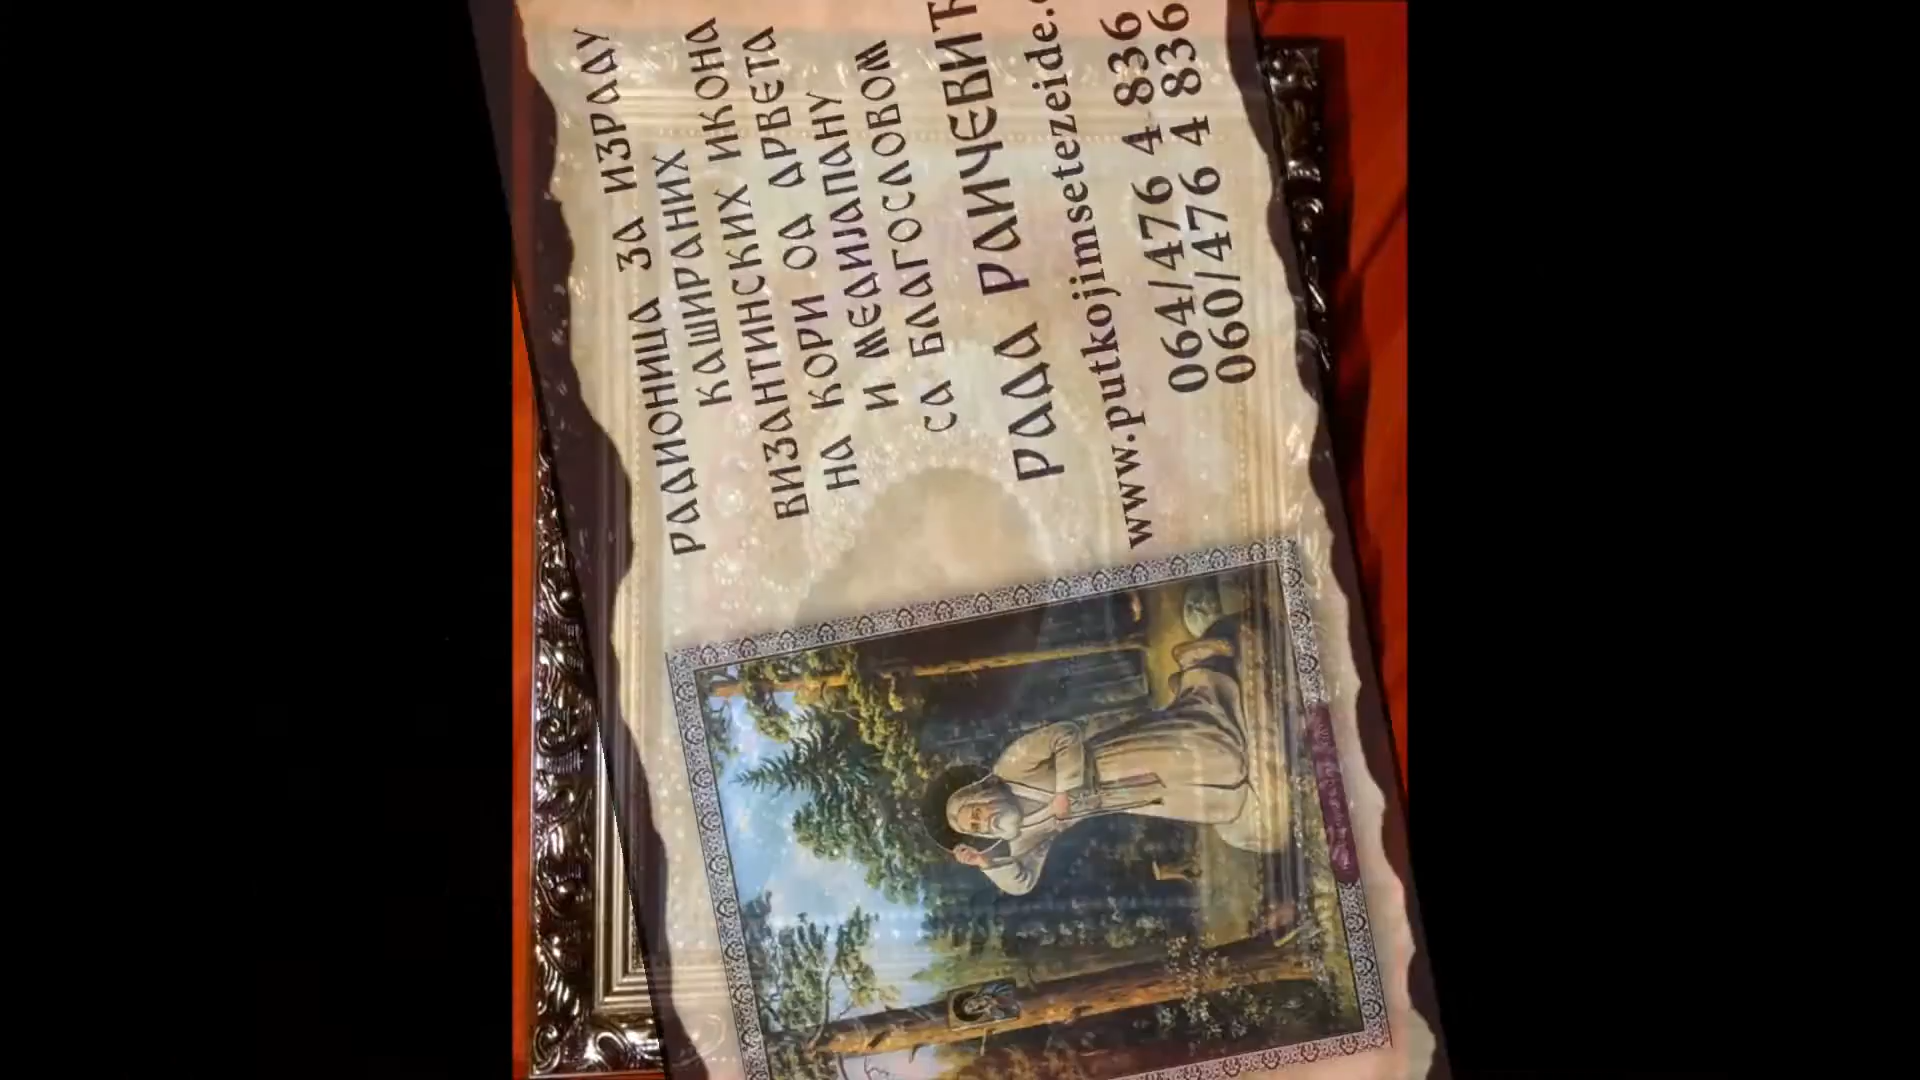 РАДИОНИЦА ЗА ИЗРАДУ
КАШИРАНИХ
ВИЗАНТИНСКИХ ИКОНА
НА КОРИ ОД ДРВЕТА
И МЕДИЈАПАНУ
СА БЛАГОСЛОВОМ
РАДА РАИЧЕВИЋ
www.putkojimsetezeide.
064/476 4 836
060/476 4 836